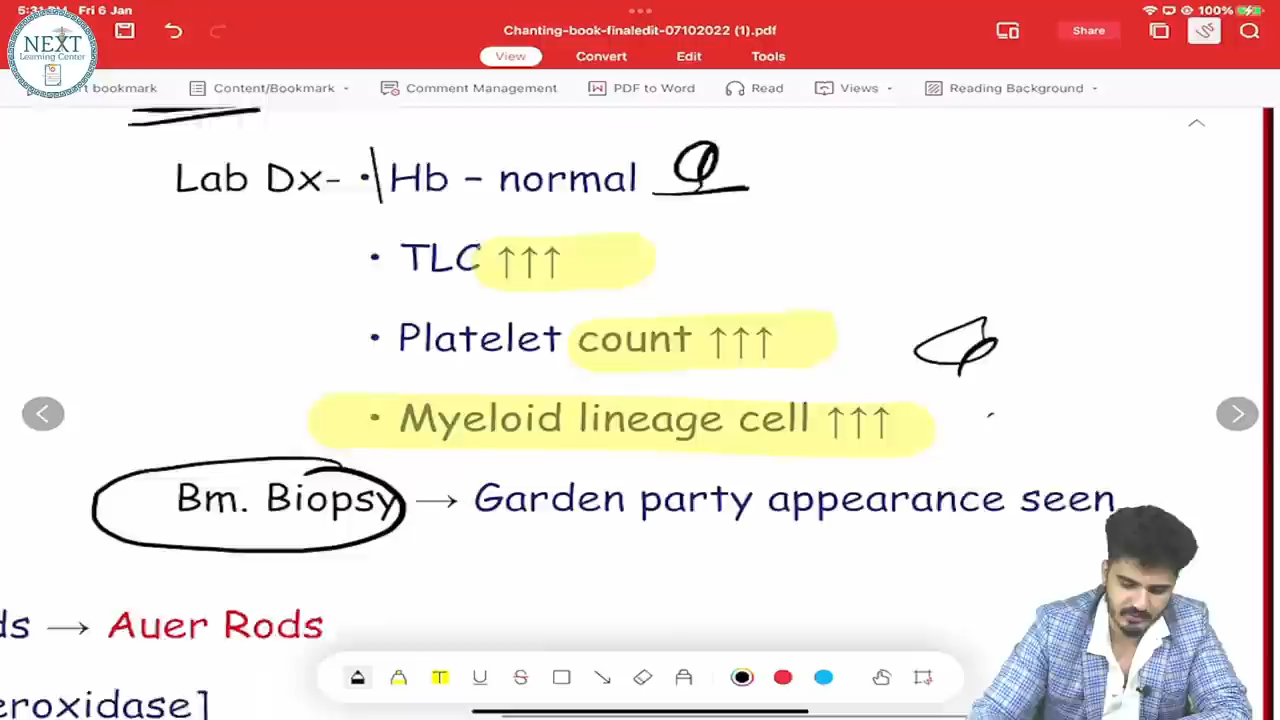 5:31 PM Fri 6 Jan
100%
NEXT
Learning Center
Chanting-book-finaledit-07102022 (1).pdf
Share
View Convert Edit Tools
bookmark Content/Bookmark Comment Management PDF to Word Read Views Reading Background
Lab Dx- • Hb – normal
• TLC ↑↑↑
• Platelet count ↑↑↑
• Myeloid lineage cell ↑↑↑
Bm. Biopsy → Garden party appearance seen
ds → Auer Rods
eroxidase]
T U S